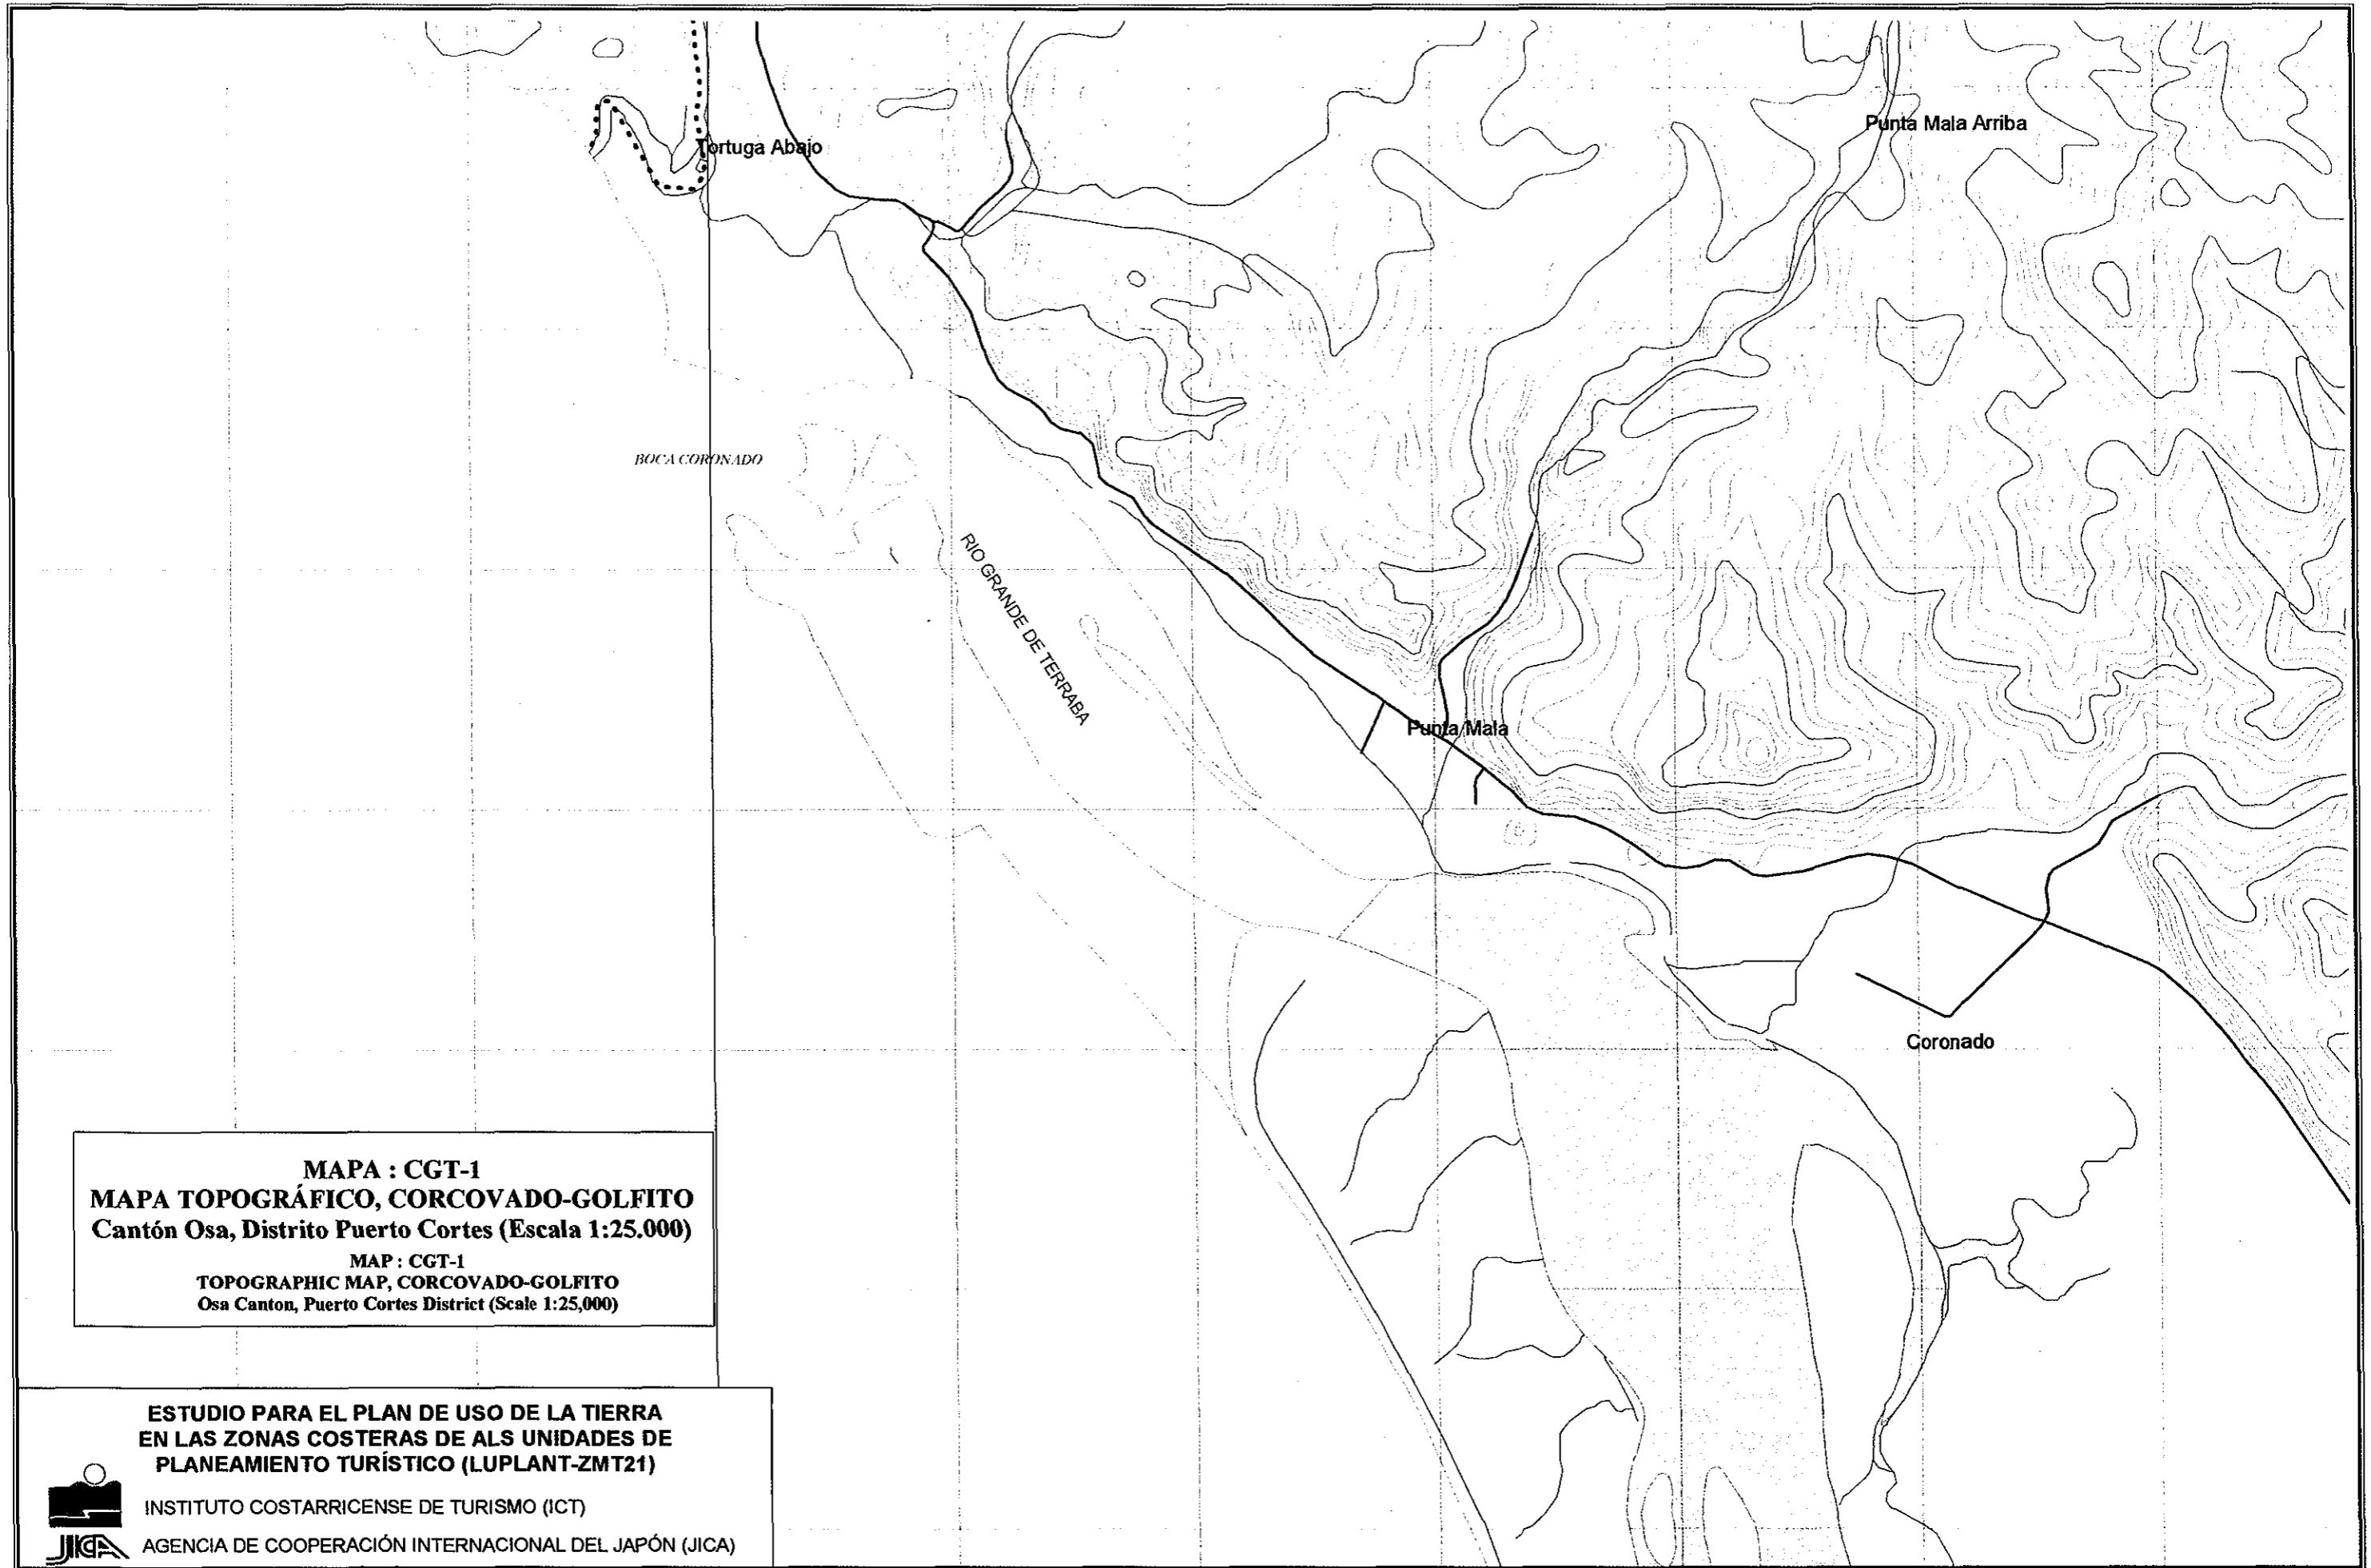 Punta Mala Arriba
Tortuga Abajo
BOCA CORONADO
RIO GRANDE DE TERRABA
Punta Mala
Coronado
MAPA : CGT-1
MAPA TOPOGRÁFICO, CORCOVADO-GOLFITO
Cantón Osa, Distrito Puerto Cortes (Escala 1:25.000)
MAP : CGT-1
TOPOGRAPHIC MAP, CORCOVADO-GOLFITO
Osa Canton, Puerto Cortes District (Scale 1:25,000)
ESTUDIO PARA EL PLAN DE USO DE LA TIERRA
EN LAS ZONAS COSTERAS DE ALS UNIDADES DE
PLANEAMIENTO TURÍSTICO (LUPLANT-ZMT21)
INSTITUTO COSTARRICENSE DE TURISMO (ICT)
JICA AGENCIA DE COOPERACIÓN INTERNACIONAL DEL JAPÓN (JICA)